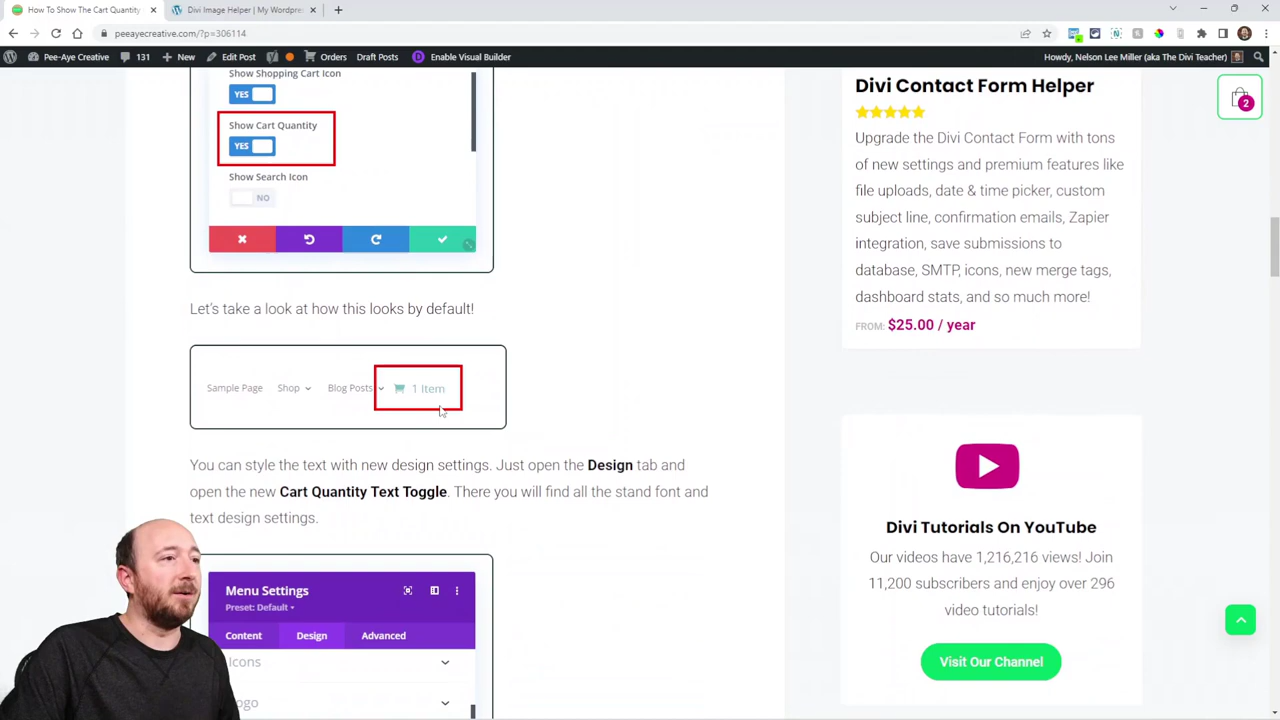 How To Show The Cart Quantity
Divi Image Helper | My Wordpre
peeayecreative.com/?p=306114
Pee-Aye Creative
131
New
Edit Post
Orders
Draft Posts
Enable Visual Builder
Howdy, Nelson Lee Miller (aka The Divi Teacher)
Show Shopping Cart Icon
YES
Show Cart Quantity
YES
Show Search Icon
NO
Let's take a look at how this looks by default!
Sample Page
Shop
Blog Posts
1 Item
You can style the text with new design settings. Just open the Design tab and
open the new Cart Quantity Text Toggle. There you will find all the stand font and
text design settings.
Menu Settings
Preset: Default
Content
Design
Advanced
Icons
Logo
2
Divi Contact Form Helper
Upgrade the Divi Contact Form with tons
of new settings and premium features like
file uploads, date & time picker, custom
subject line, confirmation emails, Zapier
integration, save submissions to
database, SMTP, icons, new merge tags,
dashboard stats, and so much more!
FROM: $25.00 / year
Divi Tutorials On YouTube
Our videos have 1,216,216 views! Join
11,200 subscribers and enjoy over 296
video tutorials!
Visit Our Channel